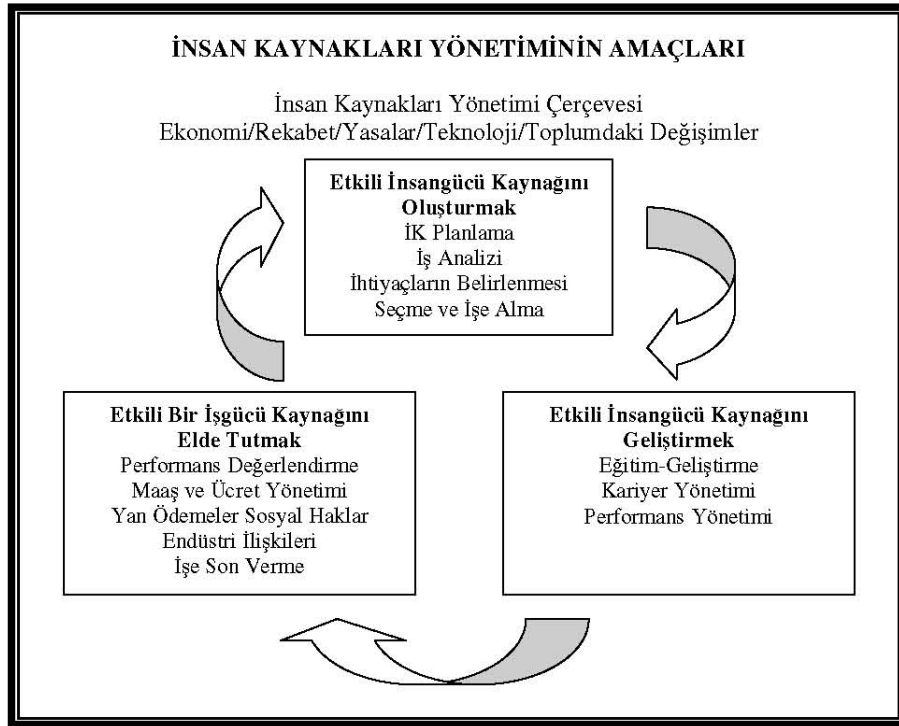 İNSAN KAYNAKLARI YÖNETİMİNİN AMAÇLARI
İnsan Kaynakları Yönetimi Çerçevesi
Ekonomi/Rekabet/Yasalar/Teknoloji/Toplumdaki Değişimler
Etkili İnsangücü Kaynağını
Oluşturmak
İK Planlama
İş Analizi
İhtiyaçların Belirlenmesi
Seçme ve İşe Alma
Etkili Bir İşgücü Kaynağını
Elde Tutmak
Performans Değerlendirme
Maaş ve Ücret Yönetimi
Yan Ödemeler Sosyal Haklar
Endüstri İlişkileri
İşe Son Verme
Etkili İnsangücü Kaynağını
Geliştirmek
Eğitim-Geliştirme
Kariyer Yönetimi
Performans Yönetimi